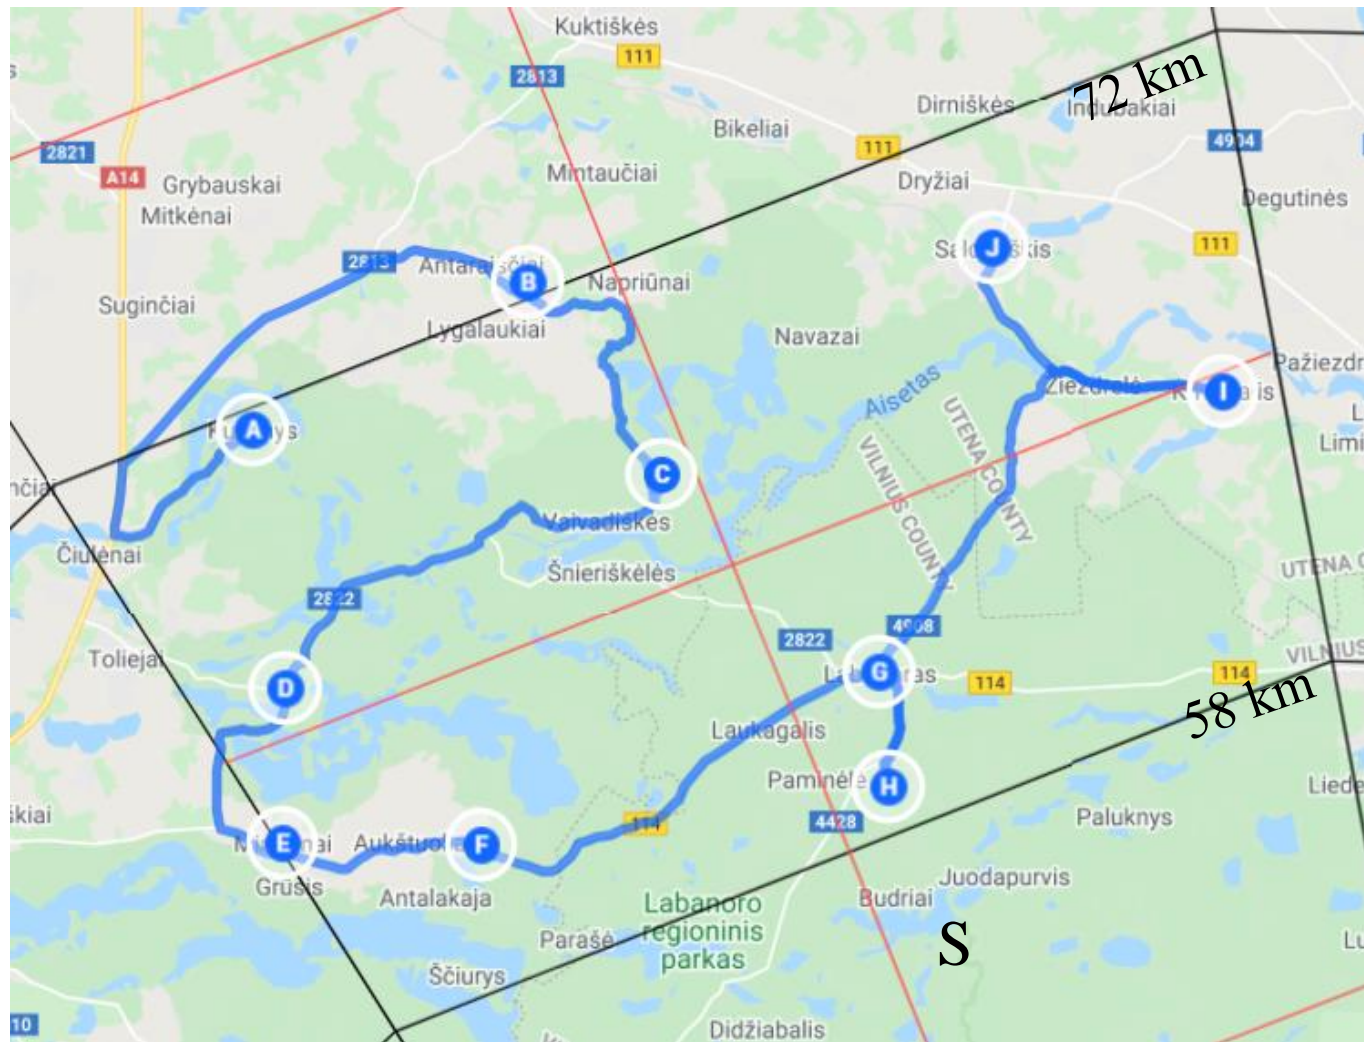 Kuktiškės
111
2813
72 km
Dirniškės
Indubakiai
Bikeliai
111
4904
2821
A14
Grybauskai
Mintaučiai
Dryžiai
Mitkėnai
Degutinės
111
2813
B
J
Napriūnai
Suginčiai
Lygalaukiai
Navazai
Aisetas
Žiezdrelė
I
A
UTENA COUNTY
VILNIUS COUNTY
C
Vaivadiškės
Čiulėnai
Šnieriškėlės
2822
4908
2822
Toliejai
G
114
114
58 km
D
Laukagalis
Paminėlė
H
4428
114
Paluknys
E
F
Grūšis
Antalakaja
Juodapurvis
Budriai
Labanoro
regioninis
parkas
Parašė
S
Ščiurys
10
Didžiabalis